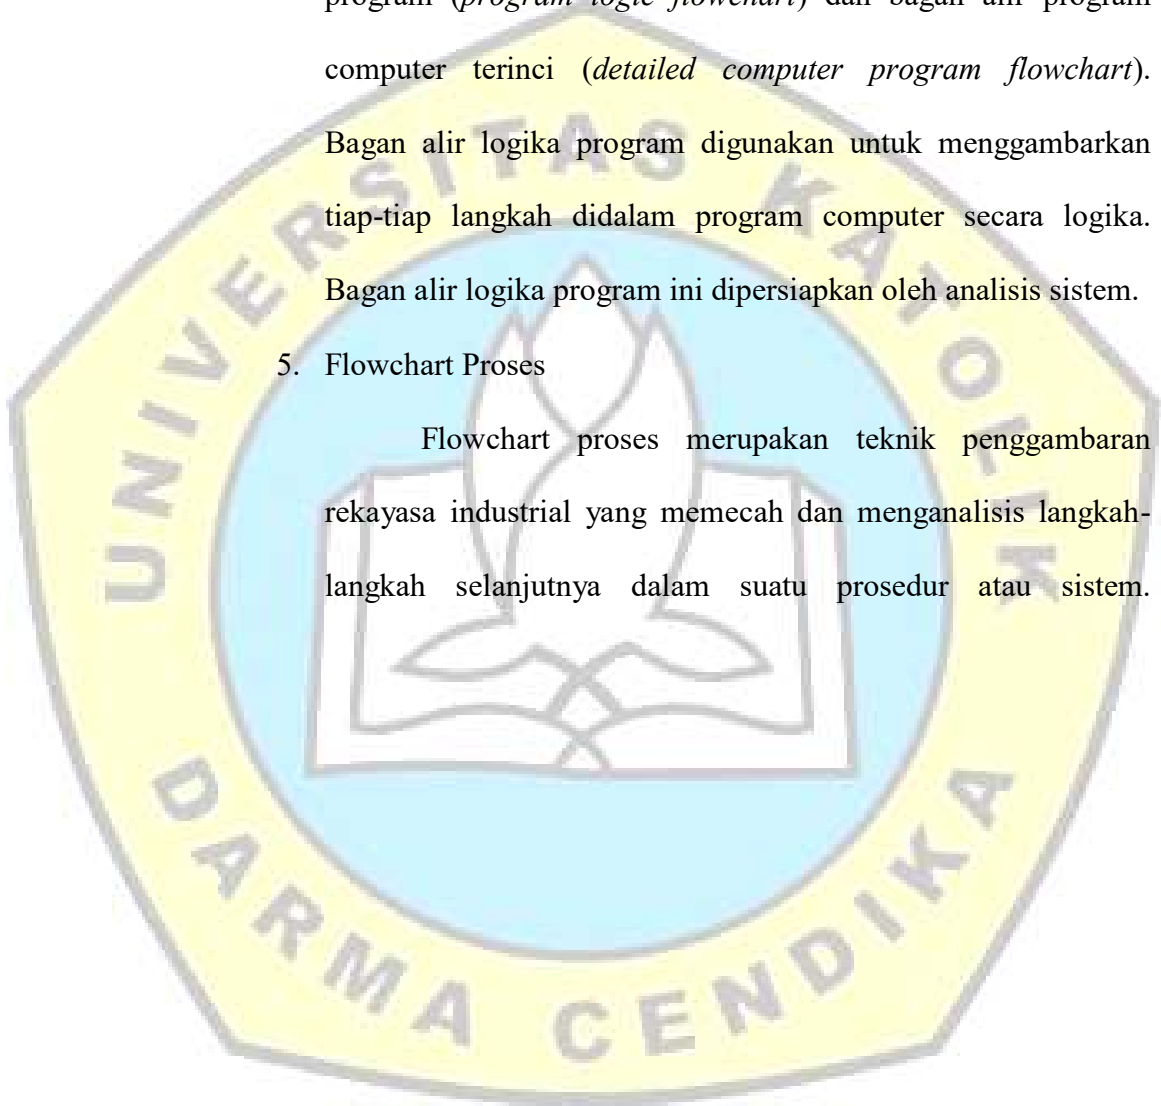 program (program logic flowchart) dan bagan alir program
computer terinci (detailed computer program flowchart).
Bagan alir logika program digunakan untuk menggambarkan
tiap-tiap langkah didalam program computer secara logika.
Bagan alir logika program ini dipersiapkan oleh analisis sistem.
5. Flowchart Proses
Flowchart proses merupakan teknik penggambaran
rekayasa industrial yang memecah dan menganalisis langkah-
langkah selanjutnya dalam suatu prosedur atau sistem.
UNIVERSITAS KATOLIK
DARMA CENDIKA